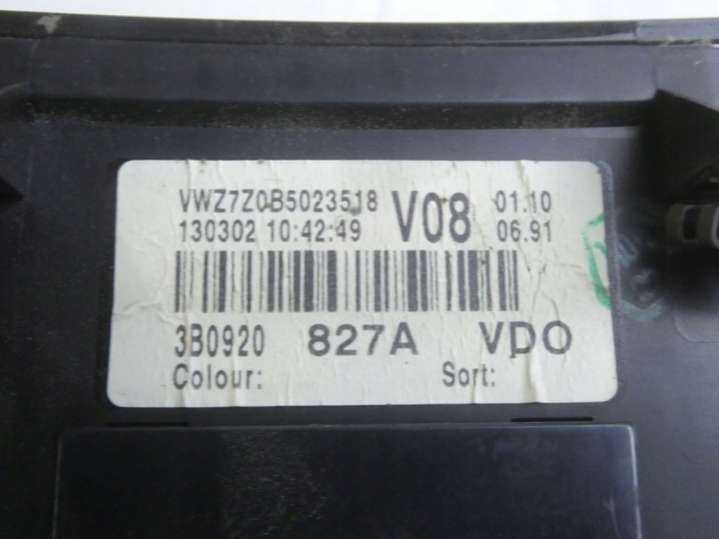 VWZ7Z0B5023518 V08 01.10
130302 10:42:49 06.91
3B0920 827A VDO
Colour: Sort: